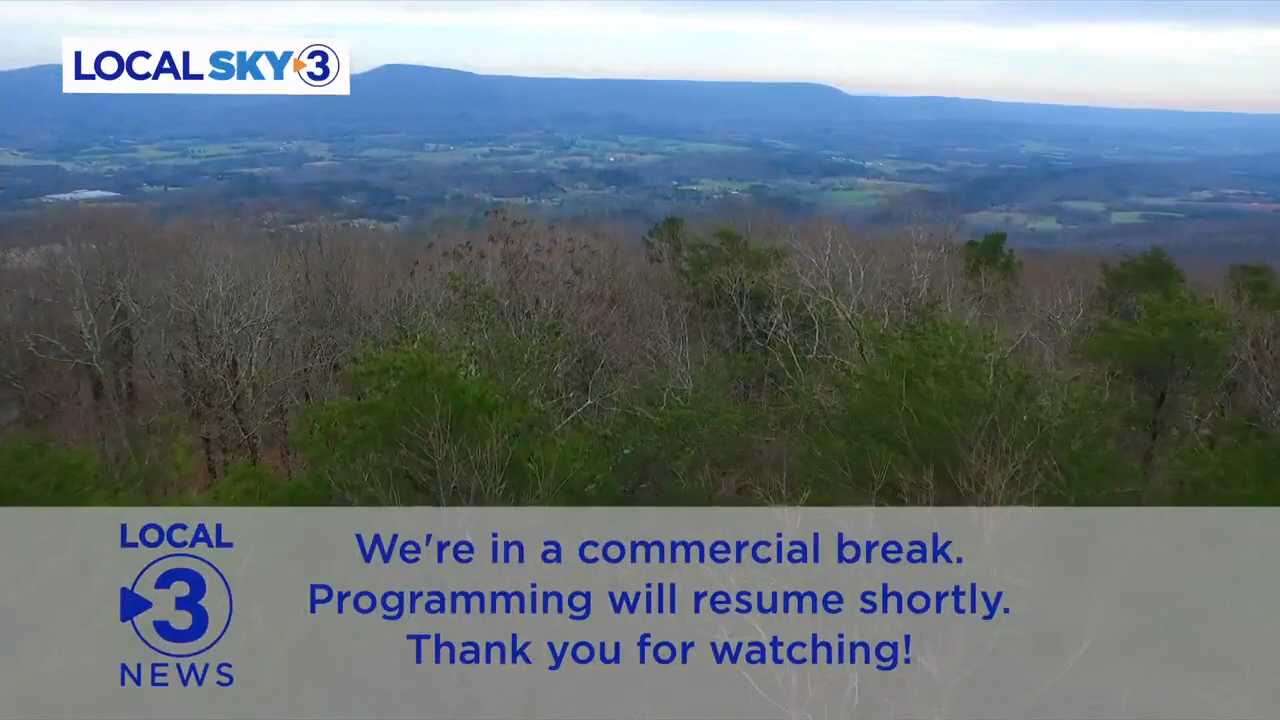 LOCAL SKY 3
LOCAL
3
NEWS
We're in a commercial break.
Programming will resume shortly.
Thank you for watching!